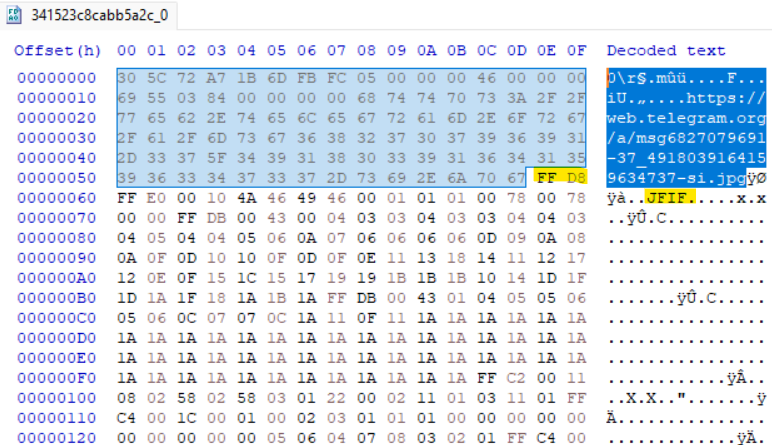 341523c8cabb5a2c_0
Offset(h) 00 01 02 03 04 05 06 07 08 09 0A 0B 0C 0D 0E 0F Decoded text
00000000 30 5C 72 A7 1B 6D FB FC 05 00 00 00 46 00 00 00 0\r§.mûü....F...
00000010 69 55 03 84 00 00 00 00 68 74 74 70 73 3A 2F 2F iU.„....https://
00000020 77 65 62 2E 74 65 6C 65 67 72 61 6D 2E 6F 72 67 web.telegram.org
00000030 2F 61 2F 6D 73 67 36 38 32 37 30 37 39 36 39 31 /a/msg6827079691
00000040 2D 33 37 5F 34 39 31 38 30 33 39 31 36 34 31 35 -37_491803916415
00000050 39 36 33 34 37 33 37 2D 73 69 2E 6A 70 67 FF D8 9634737-si.jpgÿØ
00000060 FF E0 00 10 4A 46 49 46 00 01 01 01 00 78 00 78 ÿà..JFIF.....x.x
00000070 00 00 FF DB 00 43 00 04 03 03 04 03 03 04 04 03 ..ÿÛ.C..........
00000080 04 05 04 04 05 06 0A 07 06 06 06 06 0D 09 0A 08 ................
00000090 0A 0F 0D 10 10 0F 0D 0F 0E 11 13 18 14 11 12 17 ................
000000A0 12 0E 0F 15 1C 15 17 19 19 1B 1B 1B 10 14 1D 1F ................
000000B0 1D 1A 1F 18 1A 1B 1A FF DB 00 43 01 04 05 05 06 .......ÿÛ.C.....
000000C0 05 06 0C 07 07 0C 1A 11 0F 11 1A 1A 1A 1A 1A 1A ................
000000D0 1A 1A 1A 1A 1A 1A 1A 1A 1A 1A 1A 1A 1A 1A 1A 1A ................
000000E0 1A 1A 1A 1A 1A 1A 1A 1A 1A 1A 1A 1A 1A 1A 1A 1A ................
000000F0 1A 1A 1A 1A 1A 1A 1A 1A 1A 1A 1A 1A FF C2 00 11 ............ÿÂ..
00000100 08 02 58 02 58 03 01 22 00 02 11 01 03 11 01 FF ..X.X..".......ÿ
00000110 C4 00 1C 00 01 00 02 03 01 01 01 00 00 00 00 00 Ä...............
00000120 00 00 00 00 00 05 06 04 07 08 03 02 01 FF C4 00 .............ÿÄ.